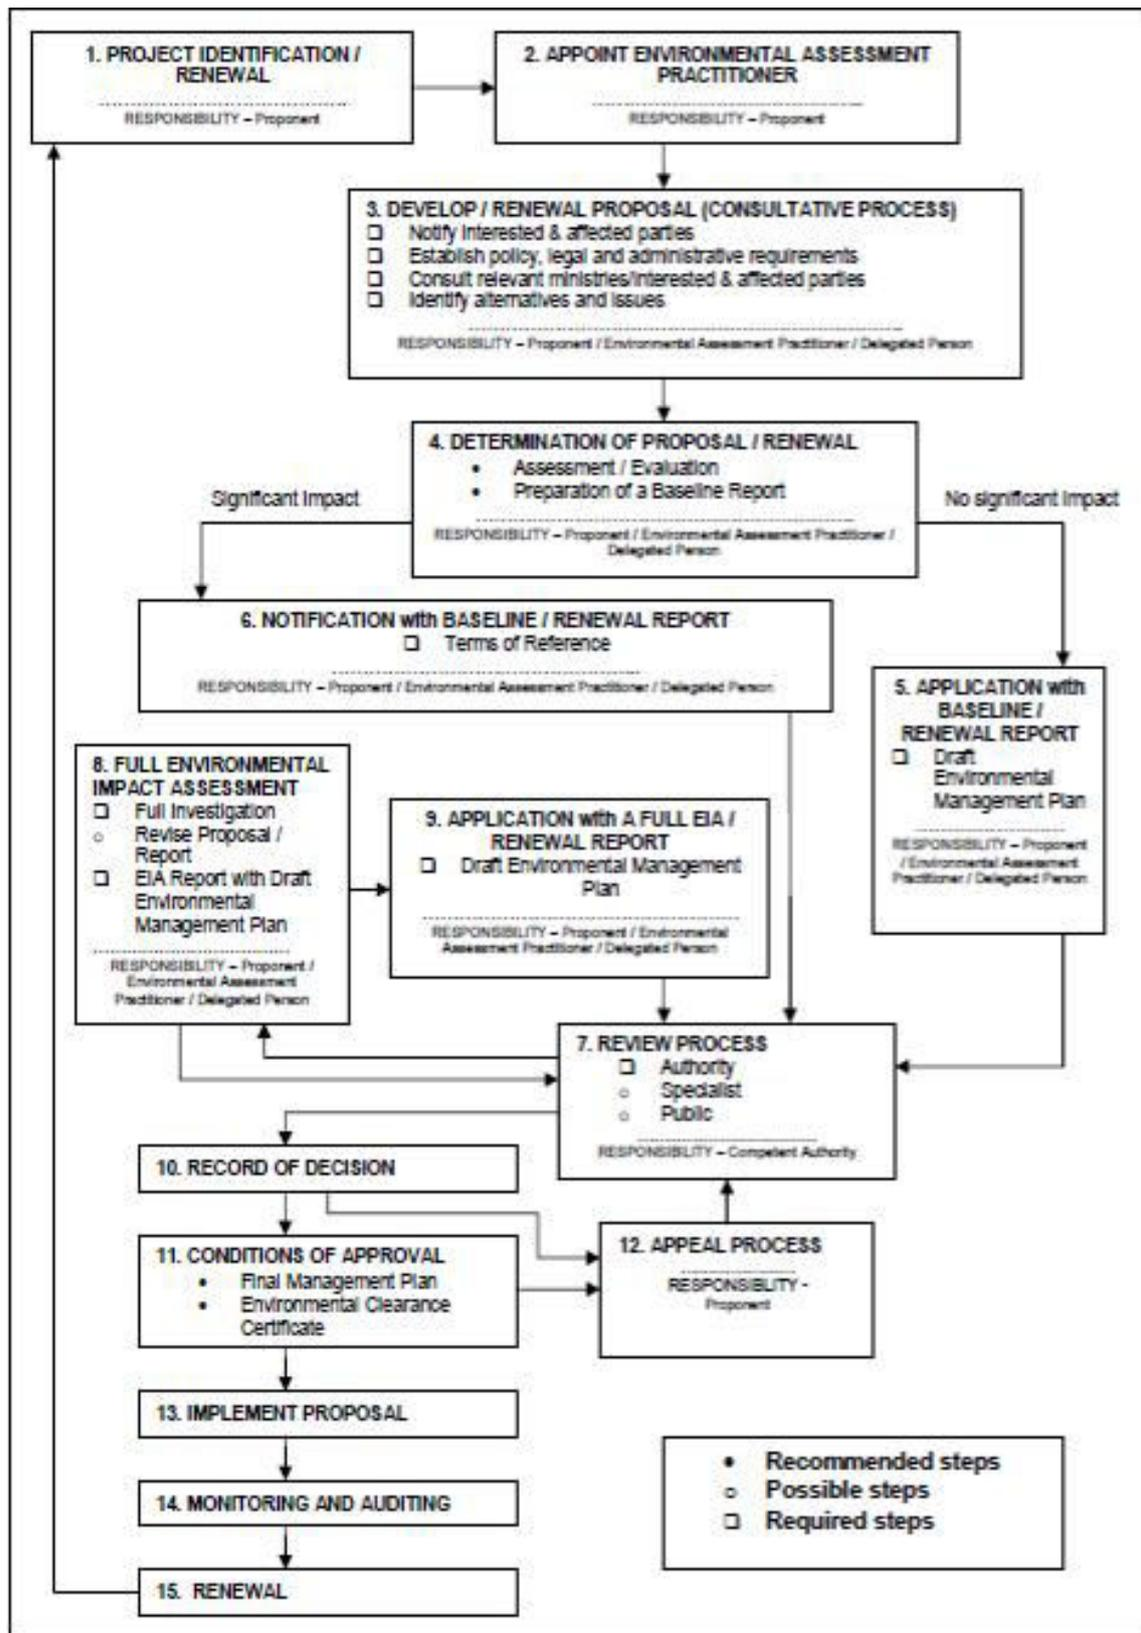 1. PROJECT IDENTIFICATION /
RENEWAL
RESPONSIBILITY – Proponent
2. APPOINT ENVIRONMENTAL ASSESSMENT
PRACTITIONER
RESPONSIBILITY – Proponent
3. DEVELOP / RENEWAL PROPOSAL (CONSULTATIVE PROCESS)
❑ Notify interested & affected parties
❑ Establish policy, legal and administrative requirements
❑ Consult relevant ministries/interested & affected parties
❑ Identify alternatives and issues
RESPONSIBILITY – Proponent / Environmental Assessment Practitioner / Delegated Person
4. DETERMINATION OF PROPOSAL / RENEWAL
• Assessment / Evaluation
• Preparation of a Baseline Report
RESPONSIBILITY – Proponent / Environmental Assessment Practitioner /
Delegated Person
Significant Impact
No significant Impact
6. NOTIFICATION with BASELINE / RENEWAL REPORT
❑ Terms of Reference
RESPONSIBILITY – Proponent / Environmental Assessment Practitioner / Delegated Person
5. APPLICATION with
BASELINE /
RENEWAL REPORT
❑ Draft
Environmental
Management Plan
RESPONSIBILITY – Proponent
/ Environmental Assessment
Practitioner / Delegated Person
8. FULL ENVIRONMENTAL
IMPACT ASSESSMENT
❑ Full Investigation
○ Revise Proposal /
Report
❑ EIA Report with Draft
Environmental
Management Plan
RESPONSIBILITY – Proponent /
Environmental Assessment
Practitioner / Delegated Person
9. APPLICATION with A FULL EIA /
RENEWAL REPORT
❑ Draft Environmental Management
Plan
RESPONSIBILITY – Proponent / Environmental
Assessment Practitioner / Delegated Person
7. REVIEW PROCESS
❑ Authority
○ Specialist
○ Public
RESPONSIBILITY – Competent Authority
10. RECORD OF DECISION
11. CONDITIONS OF APPROVAL
• Final Management Plan
• Environmental Clearance
Certificate
12. APPEAL PROCESS
RESPONSIBLITY -
Proponent
13. IMPLEMENT PROPOSAL
14. MONITORING AND AUDITING
15. RENEWAL
• Recommended steps
○ Possible steps
❑ Required steps